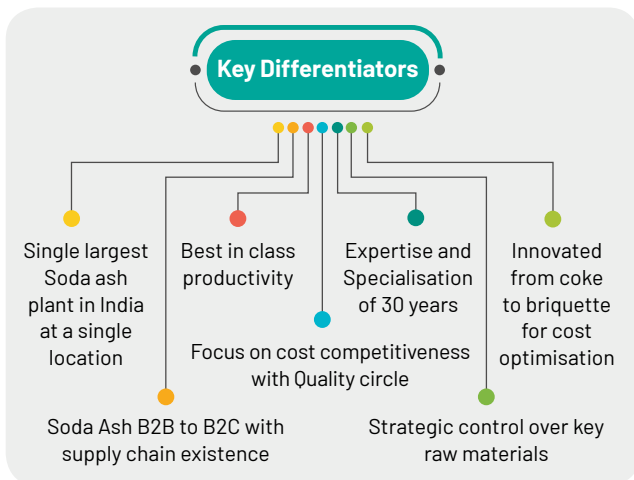 Key Differentiators
Single largest
Soda ash
plant in India
at a single
location
Best in class
productivity
Expertise and
Specialisation
of 30 years
Innovated
from coke
to briquette
for cost
optimisation
Focus on cost competitiveness
with Quality circle
Soda Ash B2B to B2C with
supply chain existence
Strategic control over key
raw materials